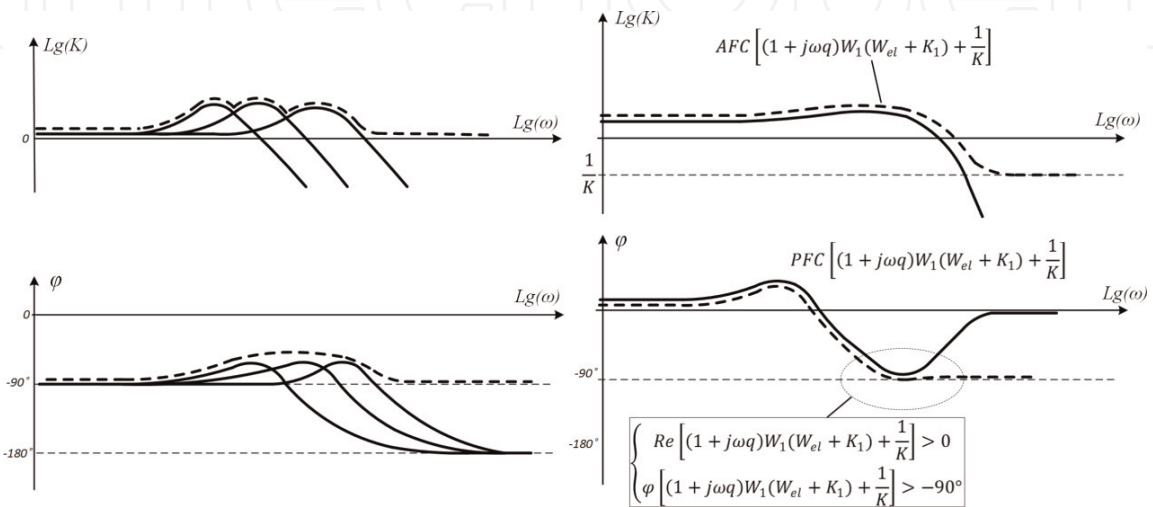 Lg(K)
0
Lg(ω)
φ
Lg(ω)
0
-90°
-180°
Lg(K)
AFC [(1 + jωq)W₁(Wₑₗ + K₁) + 1/K]
Lg(ω)
1/K
φ
PFC [(1 + jωq)W₁(Wₑₗ + K₁) + 1/K]
Lg(ω)
-90°
-180°
{ Re [(1 + jωq)W₁(Wₑₗ + K₁) + 1/K] > 0
φ [(1 + jωq)W₁(Wₑₗ + K₁) + 1/K] > −90°